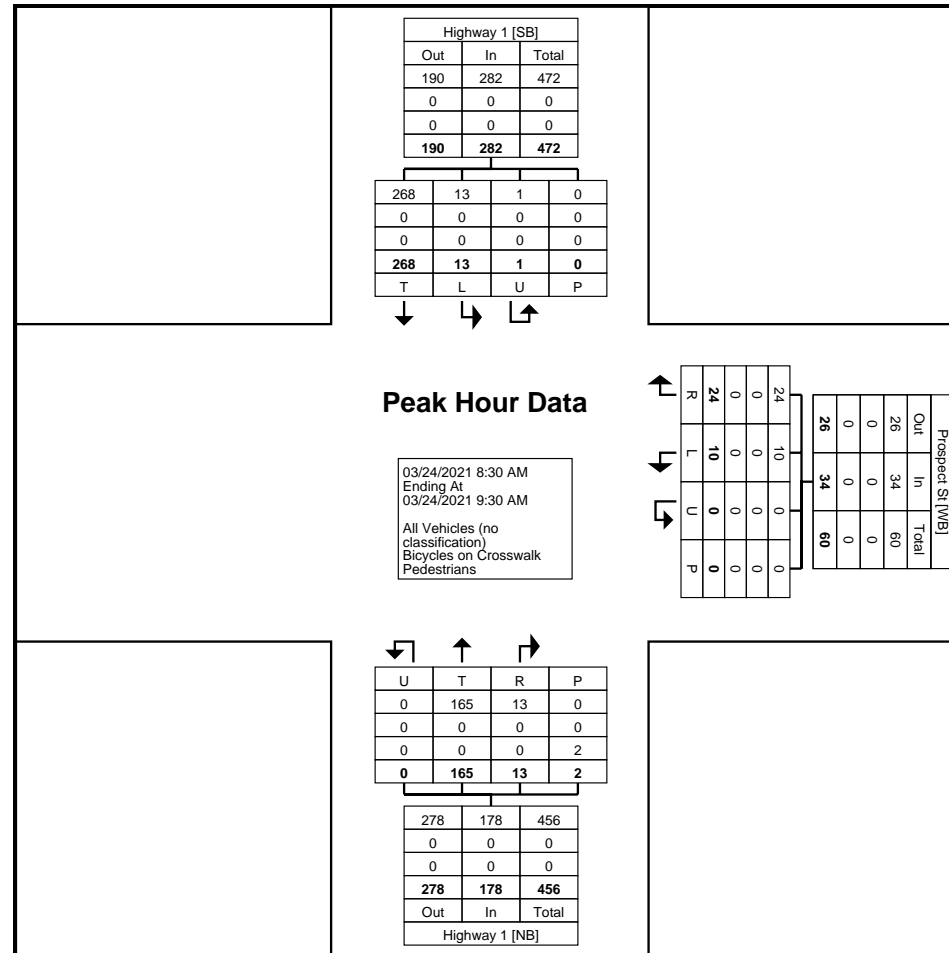 Highway 1 [SB]
Out In Total
190 282 472
0 0 0
0 0 0
190 282 472
268 13 1 0
0 0 0 0
0 0 0 0
268 13 1 0
T L U P
Peak Hour Data
03/24/2021 8:30 AM
Ending At
03/24/2021 9:30 AM
All Vehicles (no
classification)
Bicycles on Crosswalk
Pedestrians
Prospect St [WB]
Out In Total
26 34 60
0 0 0
0 0 0
26 34 60
24 10 0 0
0 0 0 0
0 0 0 0
24 10 0 0
R L U P
U T R P
0 165 13 0
0 0 0 0
0 0 0 2
0 165 13 2
278 178 456
0 0 0
0 0 0
278 178 456
Out In Total
Highway 1 [NB]